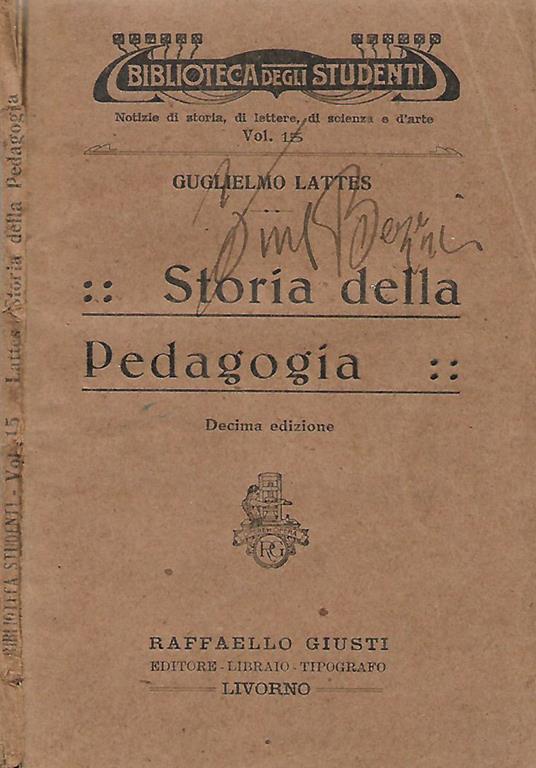 BIBLIOTECA DEGLI STUDENTI
Notizie di storia, di lettere, di scienza e d'arte
Vol. 15
GUGLIELMO LATTES
:: Storia della
Pedagogia ::
Decima edizione
RG
RAFFAELLO GIUSTI
EDITORE - LIBRAIO - TIPOGRAFO
LIVORNO
BIBLIOTECA STUDENTI - Vol. 15 Lattes Storia della Pedagogia